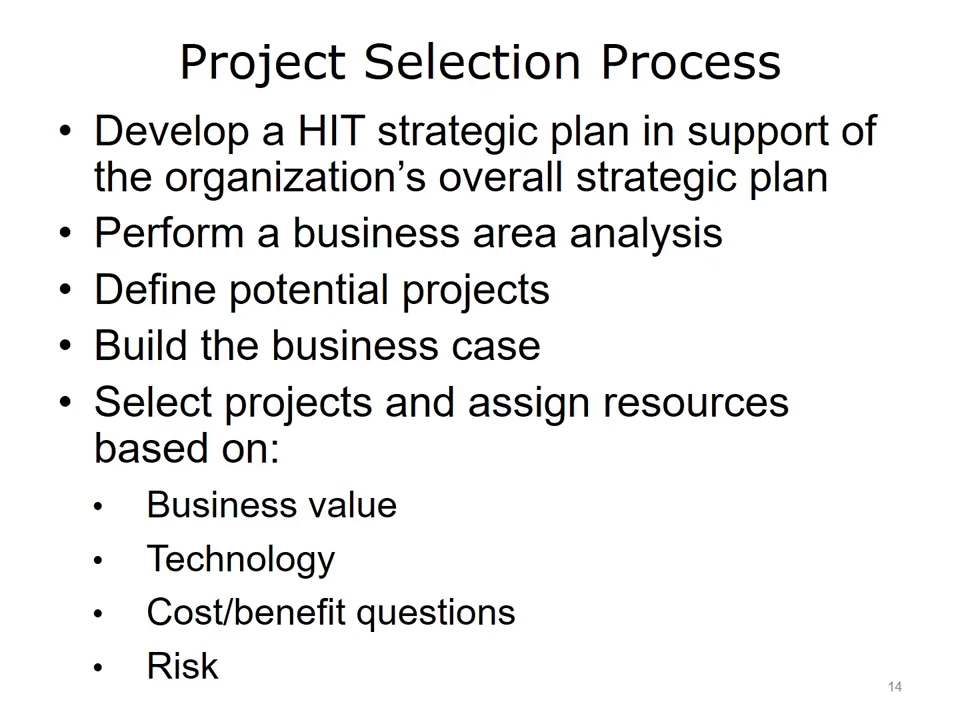 Project Selection Process
• Develop a HIT strategic plan in support of
the organization’s overall strategic plan
• Perform a business area analysis
• Define potential projects
• Build the business case
• Select projects and assign resources
based on:
• Business value
• Technology
• Cost/benefit questions
• Risk
14